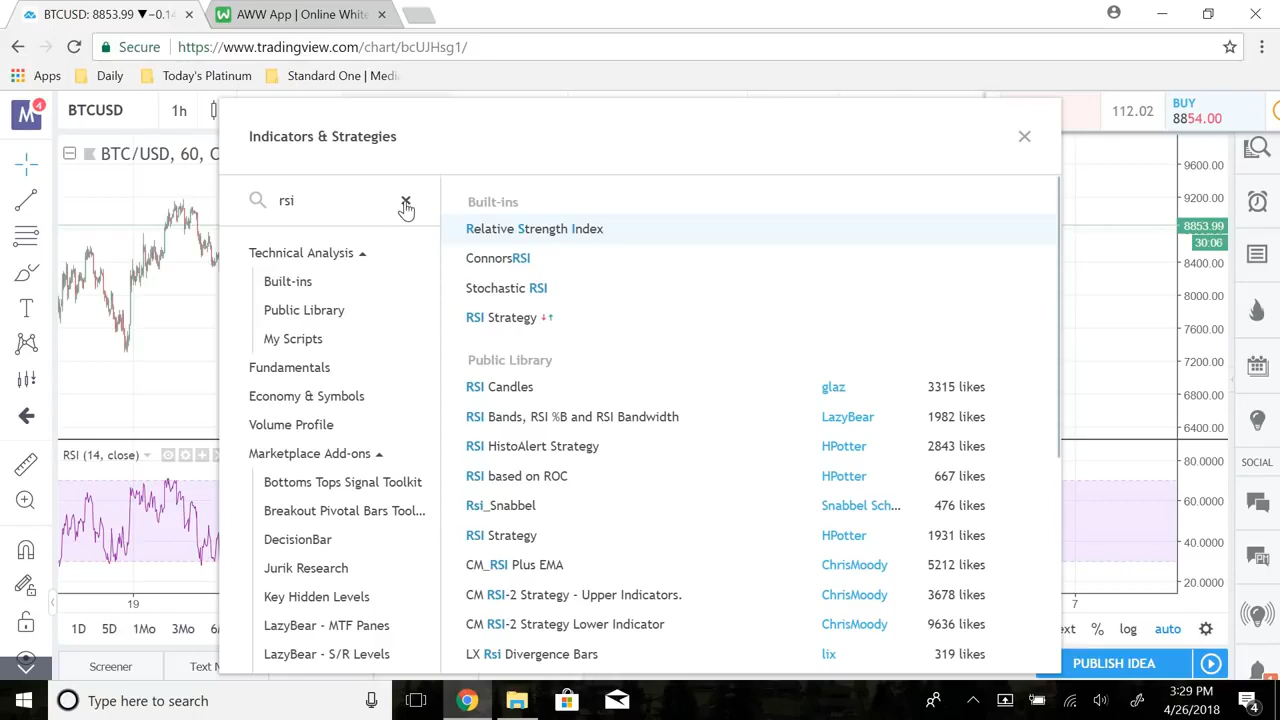 BTCUSD: 8853.99 ▼ −0.14
AWW App | Online White
Secure
https://www.tradingview.com/chart/bcUJHsg1/
Apps
Daily
Today's Platinum
Standard One | Media
M
4
BTCUSD
1h
112.02
BUY
8854.00
BTC/USD, 60, C
Indicators & Strategies
rsi
Technical Analysis
Built-ins
Public Library
My Scripts
Fundamentals
Economy & Symbols
Volume Profile
Marketplace Add-ons
Bottoms Tops Signal Toolkit
Breakout Pivotal Bars Tool...
DecisionBar
Jurik Research
Key Hidden Levels
LazyBear - MTF Panes
LazyBear - S/R Levels
Built-ins
Relative Strength Index
ConnorsRSI
Stochastic RSI
RSI Strategy ↓↑
Public Library
RSI Candles glaz 3315 likes
RSI Bands, RSI %B and RSI Bandwidth LazyBear 1982 likes
RSI HistoAlert Strategy HPotter 2843 likes
RSI based on ROC HPotter 667 likes
Rsi_Snabbel Snabbel Sch... 476 likes
RSI Strategy HPotter 1931 likes
CM_RSI Plus EMA ChrisMoody 5212 likes
CM RSI-2 Strategy - Upper Indicators. ChrisMoody 3678 likes
CM RSI-2 Strategy Lower Indicator ChrisMoody 9636 likes
LX Rsi Divergence Bars lix 319 likes
9600.00
9200.00
8853.99
30:06
8400.00
8000.00
7600.00
7200.00
6800.00
6400.00
RSI (14, close)
80.0000
60.0000
40.0000
20.0000
19
7
1D 5D 1Mo 3Mo 6
ext % log auto
SOCIAL
Screener
Text N
PUBLISH IDEA
Type here to search
3:29 PM
4/26/2018
4